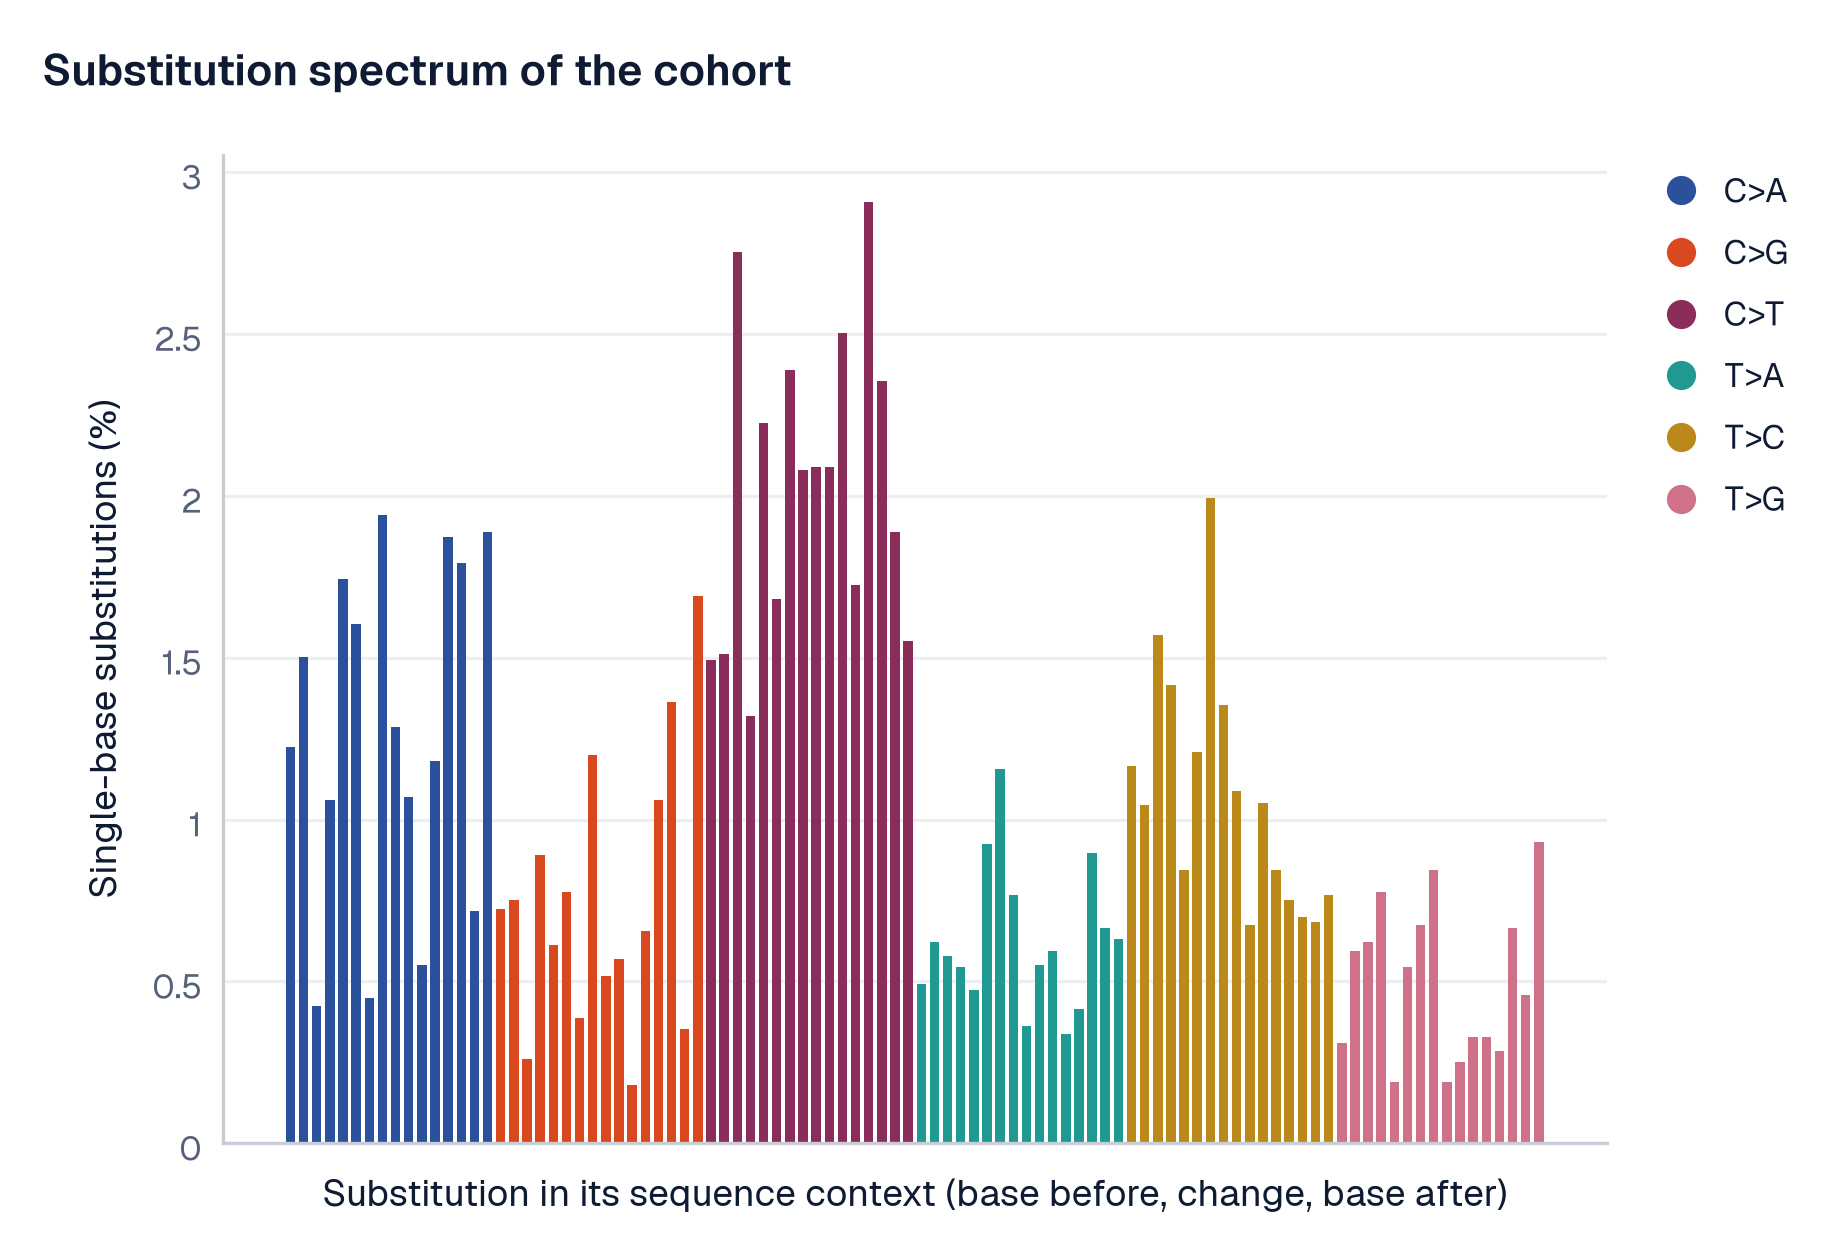 Substitution spectrum of the cohort
3
2.5
2
1.5
1
0.5
0
Single-base substitutions (%)
Substitution in its sequence context (base before, change, base after)
C>A
C>G
C>T
T>A
T>C
T>G